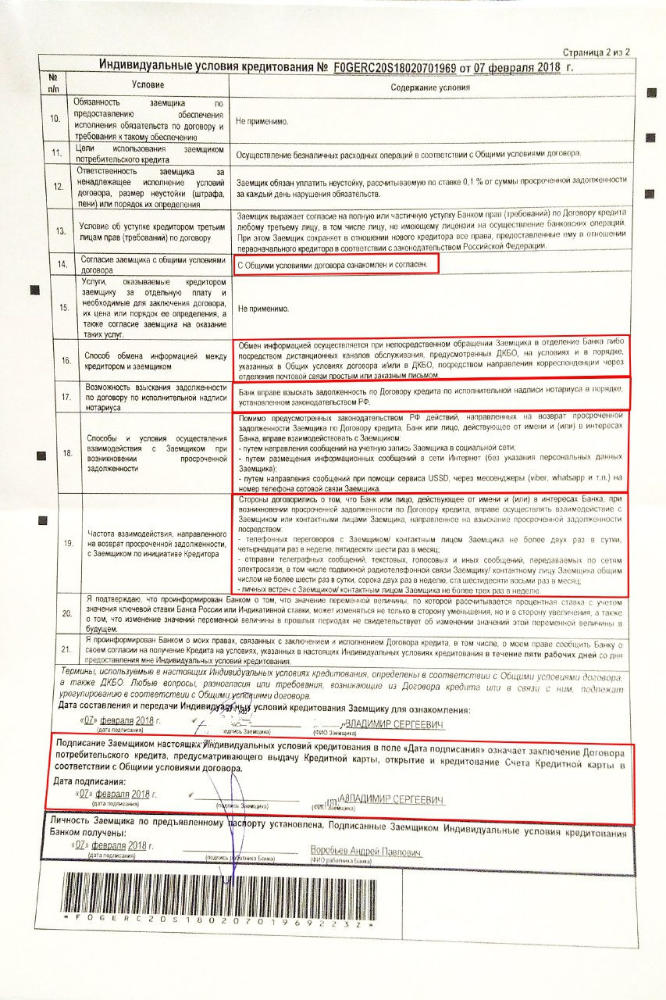 Страница 2 из 2
Индивидуальные условия кредитования № F0GERC20S18020701969 от 07 февраля 2018 г.
№ п/п
Условие
Содержание условия
10.
Обязанность заемщика по
предоставлению обеспечения
исполнения обязательств по договору и
требования к такому обеспечению
Не применимо.
11.
Цели использования заемщиком
потребительского кредита
Осуществление безналичных расходных операций в соответствии с Общими условиями договора.
12.
Ответственность заемщика за
ненадлежащее исполнение условий
договора, размер неустойки (штрафа,
пени) или порядок их определения
Заемщик обязан уплатить неустойку, рассчитываемую по ставке 0,1 % от суммы просроченной задолженности
за каждый день нарушения обязательств.
13.
Условие об уступке кредитором третьим
лицам прав (требований) по договору
Заемщик выражает согласие на полную или частичную уступку Банком прав (требований) по Договору кредита
любому третьему лицу, в том числе лицу, не имеющему лицензии на осуществление банковских операций.
При этом Заемщик сохраняет в отношении нового кредитора все права, предоставленные ему в отношении
первоначального кредитора в соответствии с законодательством Российской Федерации.
14.
Согласие заемщика с общими условиями
договора
С Общими условиями договора ознакомлен и согласен.
15.
Услуги, оказываемые кредитором
заемщику за отдельную плату и
необходимые для заключения договора,
их цена или порядок ее определения, а
также согласие заемщика на оказание
таких услуг.
Не применимо.
16.
Способ обмена информацией между
кредитором и заемщиком
Обмен информацией осуществляется при непосредственном обращении Заемщика в отделение Банка либо
посредством дистанционных каналов обслуживания, предусмотренных ДКБО, на условиях и в порядке,
указанных в Общих условиях договора и/или в ДКБО, посредством направления корреспонденции через
отделения почтовой связи простым или заказным письмом.
17.
Возможность взыскания задолженности
по договору по исполнительной надписи
нотариуса
Банк вправе взыскать задолженность по Договору кредита по исполнительной надписи нотариуса в порядке,
установленном законодательством РФ.
18.
Способы и условия осуществления
взаимодействия с Заемщиком при
возникновении просроченной
задолженности
Помимо предусмотренных законодательством РФ действий, направленных на возврат просроченной
задолженности Заемщика по Договору кредита, Банк или лицо, действующее от имени и (или) в интересах
Банка, вправе взаимодействовать с Заемщиком:
- путем направления сообщений на учетную запись Заемщика в социальной сети;
- путем размещения информационных сообщений в сети Интернет (без указания персональных данных
Заемщика);
- путем направления сообщений при помощи сервиса USSD, через мессенджеры (viber, whatsapp и т.п.) на
номер телефона сотовой связи Заемщика.
19.
Частота взаимодействия, направленного
на возврат просроченной задолженности,
с Заемщиком по инициативе Кредитора
Стороны договорились о том, что Банк или лицо, действующее от имени и (или) в интересах Банка, при
возникновении просроченной задолженности по Договору кредита, вправе осуществлять взаимодействие с
Заемщиком или контактными лицами Заемщика, направленное на взыскание просроченной задолженности
посредством:
- телефонных переговоров с Заемщиком/ контактным лицом Заемщика не более двух раз в сутки,
четырнадцати раз в неделю, пятидесяти шести раз в месяц;
- отправки телеграфных сообщений, текстовых, голосовых и иных сообщений, передаваемых по сетям
электросвязи, в том числе подвижной радиотелефонной связи Заемщику/ контактному лицу Заемщика общим
числом не более шести раз в сутки, сорока двух раз в неделю, ста шестидесяти восьми раз в месяц;
- личных встреч с Заемщиком/ контактным лицом Заемщика не более трех раз в неделю.
20.
Я подтверждаю, что проинформирован Банком о том, что значение переменной величины, по которой рассчитывается процентная ставка с учетом
значения ключевой ставки Банка России или Индикативной ставки, может изменяться не только в сторону уменьшения, но и в сторону увеличения, а также
о том, что изменение значения переменной величины в прошлых периодах не свидетельствует об изменении значений этой переменной величины в
будущем.
21.
Я проинформирован Банком о моих правах, связанных с заключением и исполнением Договора кредита, в том числе, о моем праве сообщить Банку о
своем согласии на получение Кредита на условиях, указанных в настоящих Индивидуальных условиях кредитования в течение пяти рабочих дней со дня
предоставления мне Индивидуальных условий кредитования.
Термины, используемые в настоящих Индивидуальных условиях кредитования, определены в соответствии с Общими условиями договора,
а также ДКБО. Любые вопросы, разногласия или требования, возникающие из Договора кредита или в связи с ним, подлежат
урегулированию в соответствии с Общими условиями договора.
Дата составления и передачи Индивидуальных условий кредитования Заемщику для ознакомления:
«07» февраля 2018 г. ВЛАДИМИР СЕРГЕЕВИЧ
(дата подписания) (подпись Заемщика) (ФИО Заемщика)
Подписание Заемщиком настоящих Индивидуальных условий кредитования в поле «Дата подписания» означает заключение Договора
потребительского кредита, предусматривающего выдачу Кредитной карты, открытие и кредитование Счета Кредитной карты в
соответствии с Общими условиями договора.
Дата подписания:
«07» февраля 2018 г. ВЛАДИМИР СЕРГЕЕВИЧ
(дата подписания) (подпись Заемщика) (ФИО Заемщика)
Личность Заемщика по предъявленному паспорту установлена, Подписанные Заемщиком Индивидуальные условия кредитования
Банком получены:
«07» февраля 2018 г. Воробьев Андрей Павлович
(дата подписания) (подпись работника Банка) (ФИО работника Банка)
*F0GERC20S18020701969223Z*